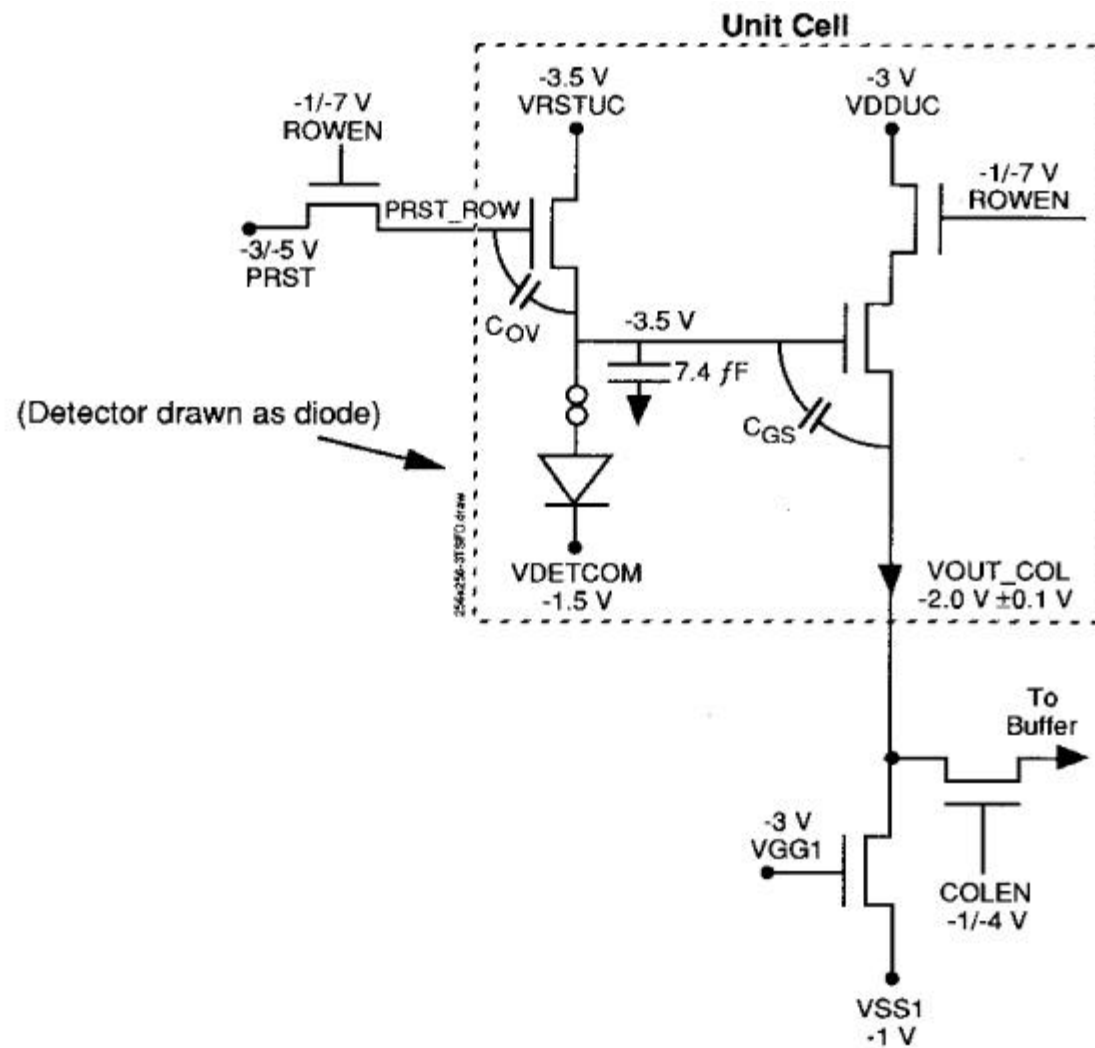 Unit Cell
-3.5 V
VRSTUC
-3 V
VDDUC
-1/-7 V
ROWEN
-1/-7 V
ROWEN
PRST_ROW
-3/-5 V
PRST
COV
-3.5 V
7.4 ƒF
CGS
(Detector drawn as diode)
VDETCOM
-1.5 V
VOUT_COL
-2.0 V ±0.1 V
To
Buffer
-3 V
VGG1
COLEN
-1/-4 V
VSS1
-1 V